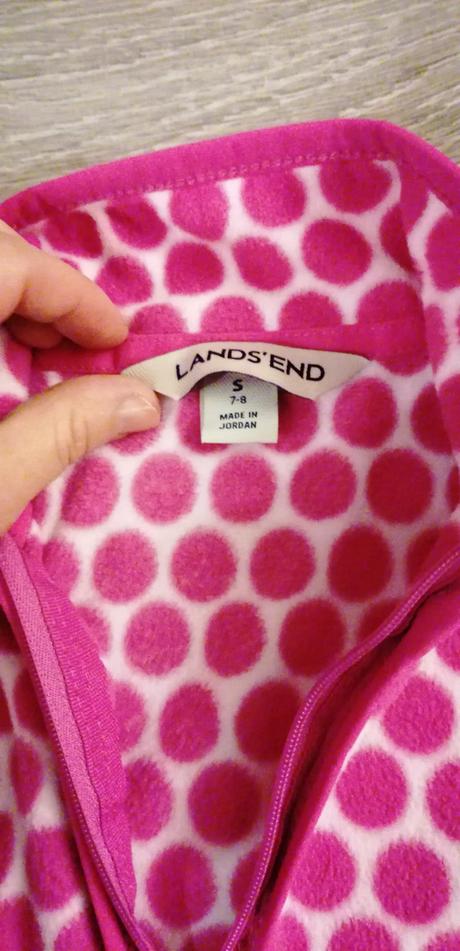 LANDS' END
S
7-8
MADE IN
JORDAN